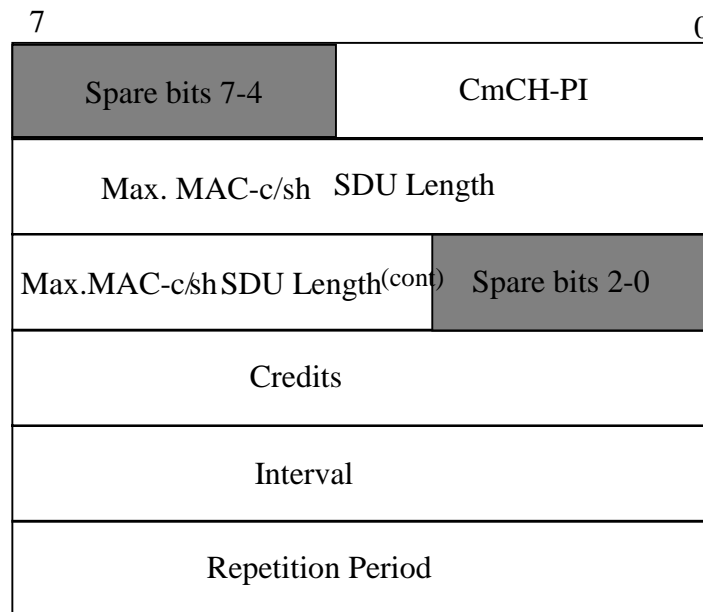 7 0
Spare bits 7-4 CmCH-PI
Max. MAC-c/sh SDU Length
Max.MAC-c/sh SDU Length(cont) Spare bits 2-0
Credits
Interval
Repetition Period